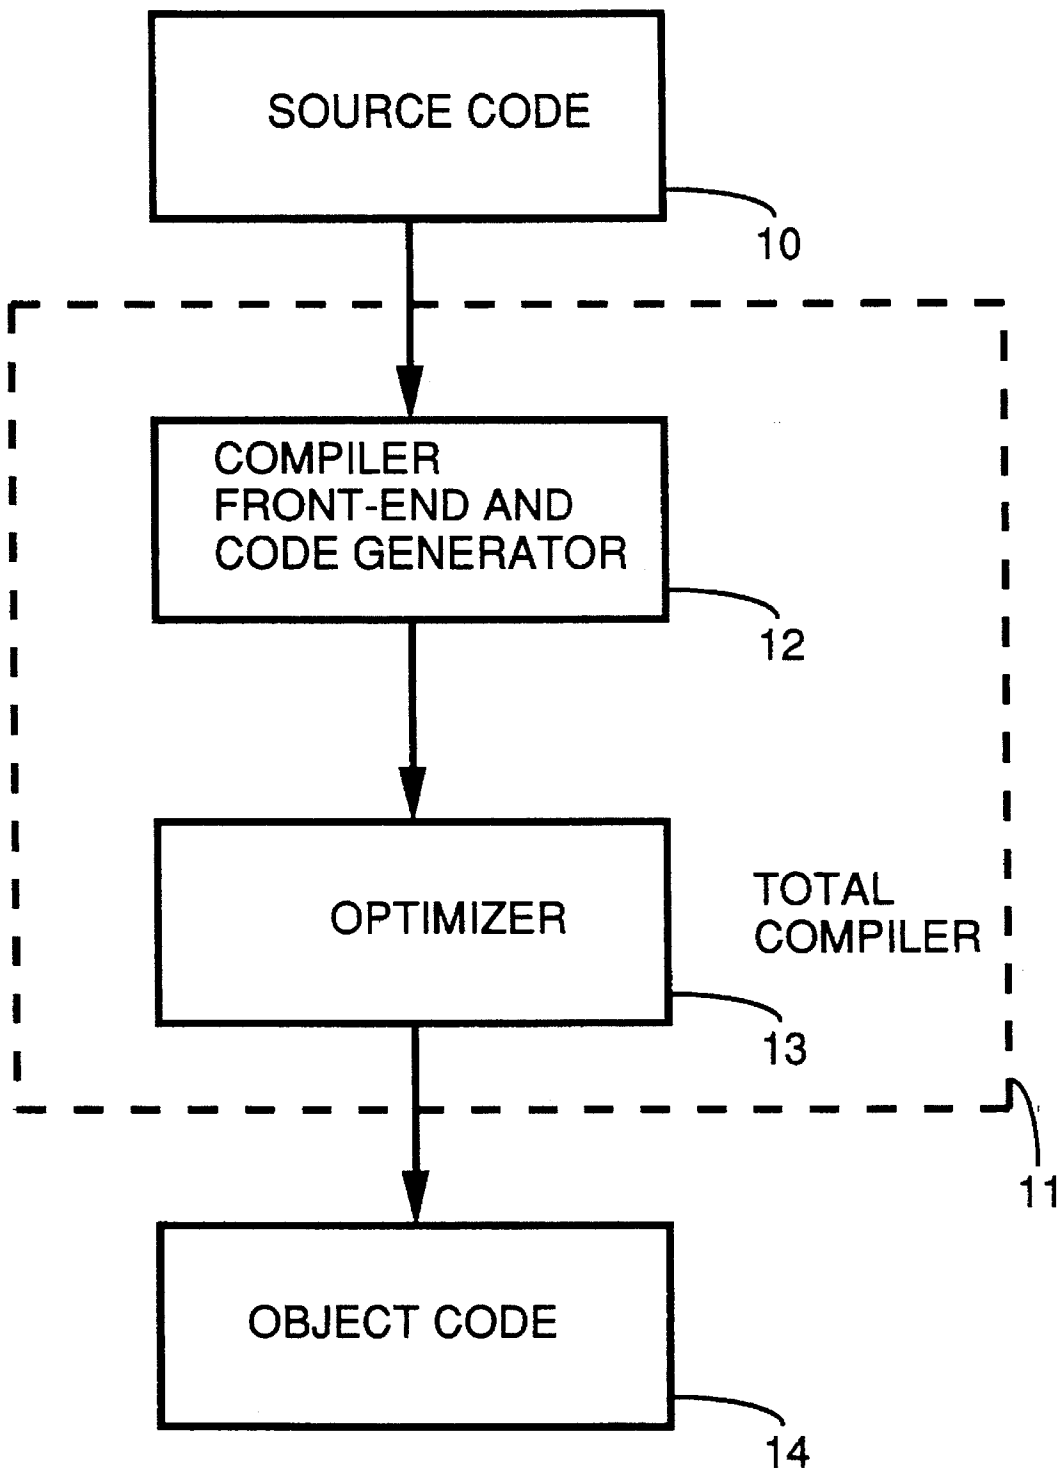 SOURCE CODE
10
COMPILER
FRONT-END AND
CODE GENERATOR
12
OPTIMIZER
TOTAL
COMPILER
13
11
OBJECT CODE
14